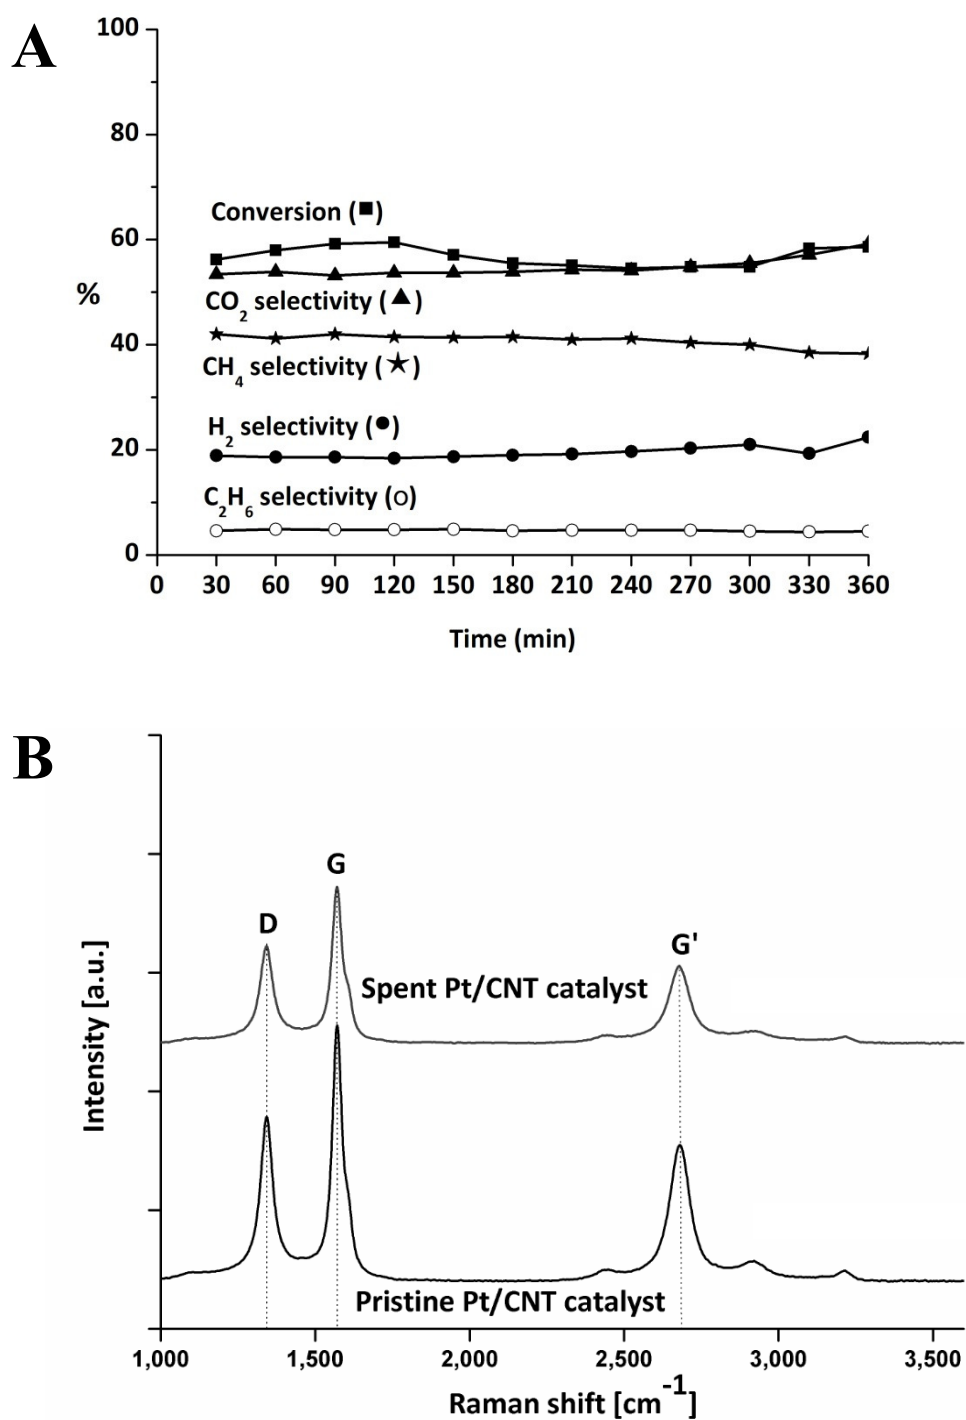 A
100
80
60
40
20
0
%
Conversion (■)
CO2 selectivity (▲)
CH4 selectivity (★)
H2 selectivity (●)
C2H6 selectivity (○)
0 30 60 90 120 150 180 210 240 270 300 330 360
Time (min)
B
G
D
G'
Spent Pt/CNT catalyst
Intensity [a.u.]
Pristine Pt/CNT catalyst
1,000 1,500 2,000 2,500 3,000 3,500
Raman shift [cm-1]